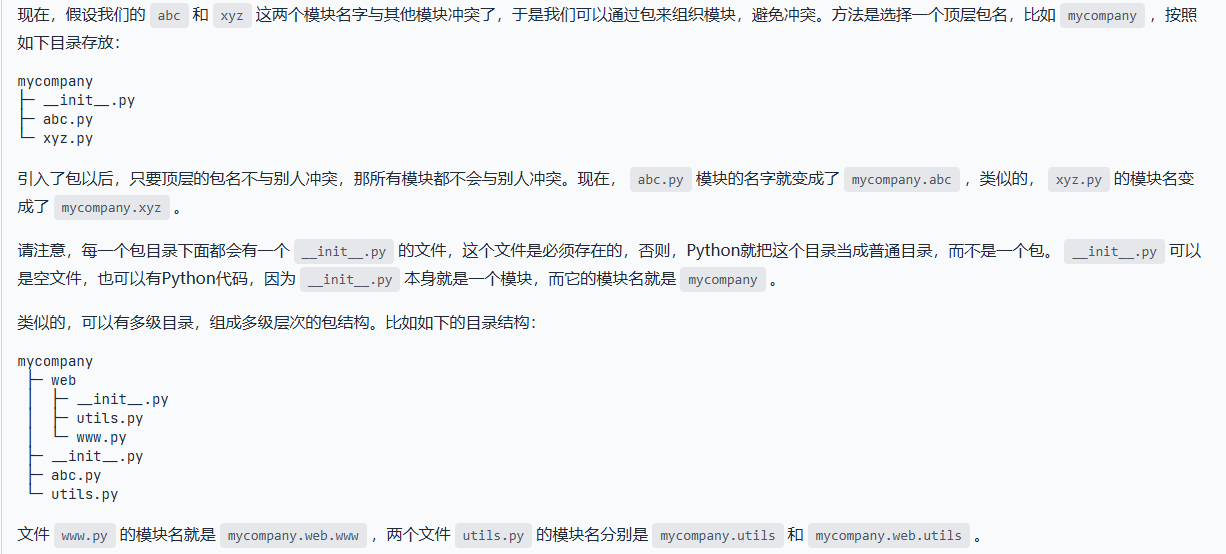 现在，假设我们的 abc 和 xyz 这两个模块名字与其他模块冲突了，于是我们可以通过包来组织模块，避免冲突。方法是选择一个顶层包名，比如 mycompany ，按照
如下目录存放：
mycompany
├─ __init__.py
├─ abc.py
└─ xyz.py
引入了包以后，只要顶层的包名不与别人冲突，那所有模块都不会与别人冲突。现在， abc.py 模块的名字就变成了 mycompany.abc ，类似的， xyz.py 的模块名变
成了 mycompany.xyz 。
请注意，每一个包目录下面都会有一个 __init__.py 的文件，这个文件是必须存在的，否则，Python就把这个目录当成普通目录，而不是一个包。 __init__.py 可以
是空文件，也可以有Python代码，因为 __init__.py 本身就是一个模块，而它的模块名就是 mycompany 。
类似的，可以有多级目录，组成多级层次的包结构。比如如下的目录结构：
mycompany
 ├─ web
 │  ├─ __init__.py
 │  ├─ utils.py
 │  └─ www.py
 ├─ __init__.py
 ├─ abc.py
 └─ utils.py
文件 www.py 的模块名就是 mycompany.web.www ，两个文件 utils.py 的模块名分别是 mycompany.utils 和 mycompany.web.utils 。